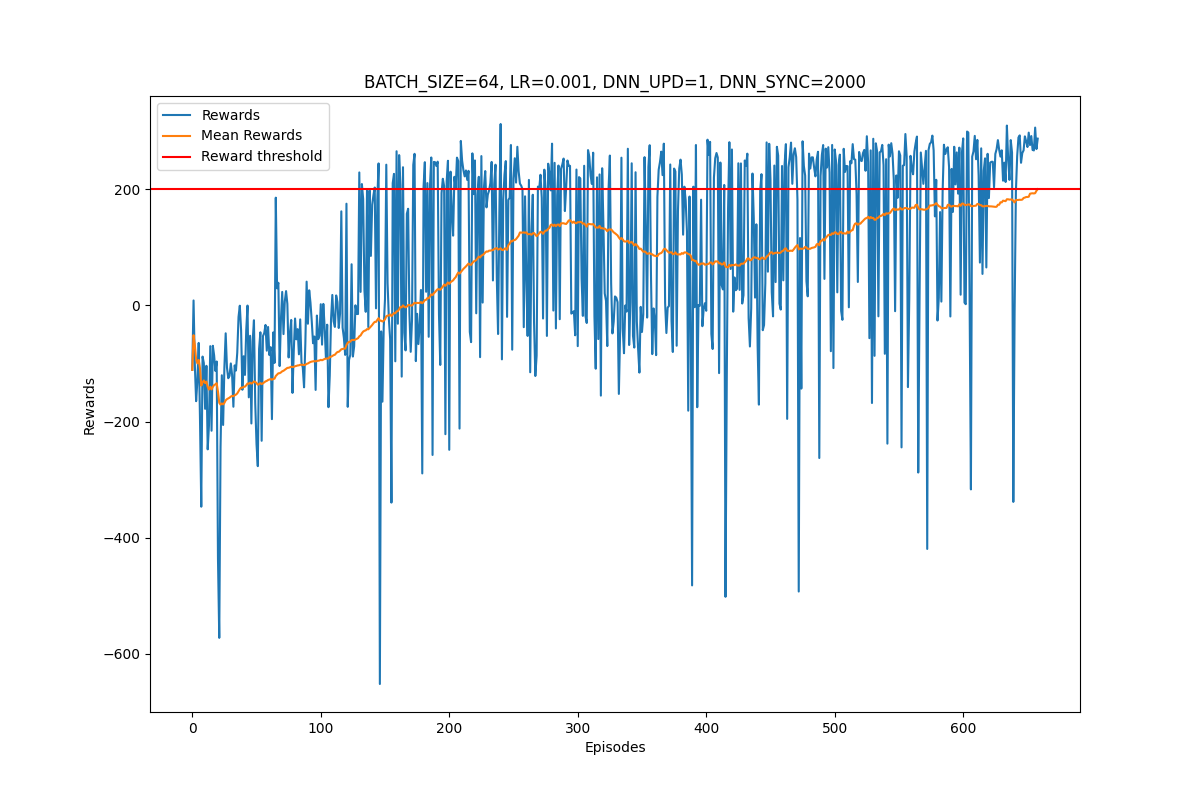 BATCH_SIZE=64, LR=0.001, DNN_UPD=1, DNN_SYNC=2000
Rewards
Mean Rewards
Reward threshold
200
0
−200
−400
−600
Rewards
0 100 200 300 400 500 600
Episodes